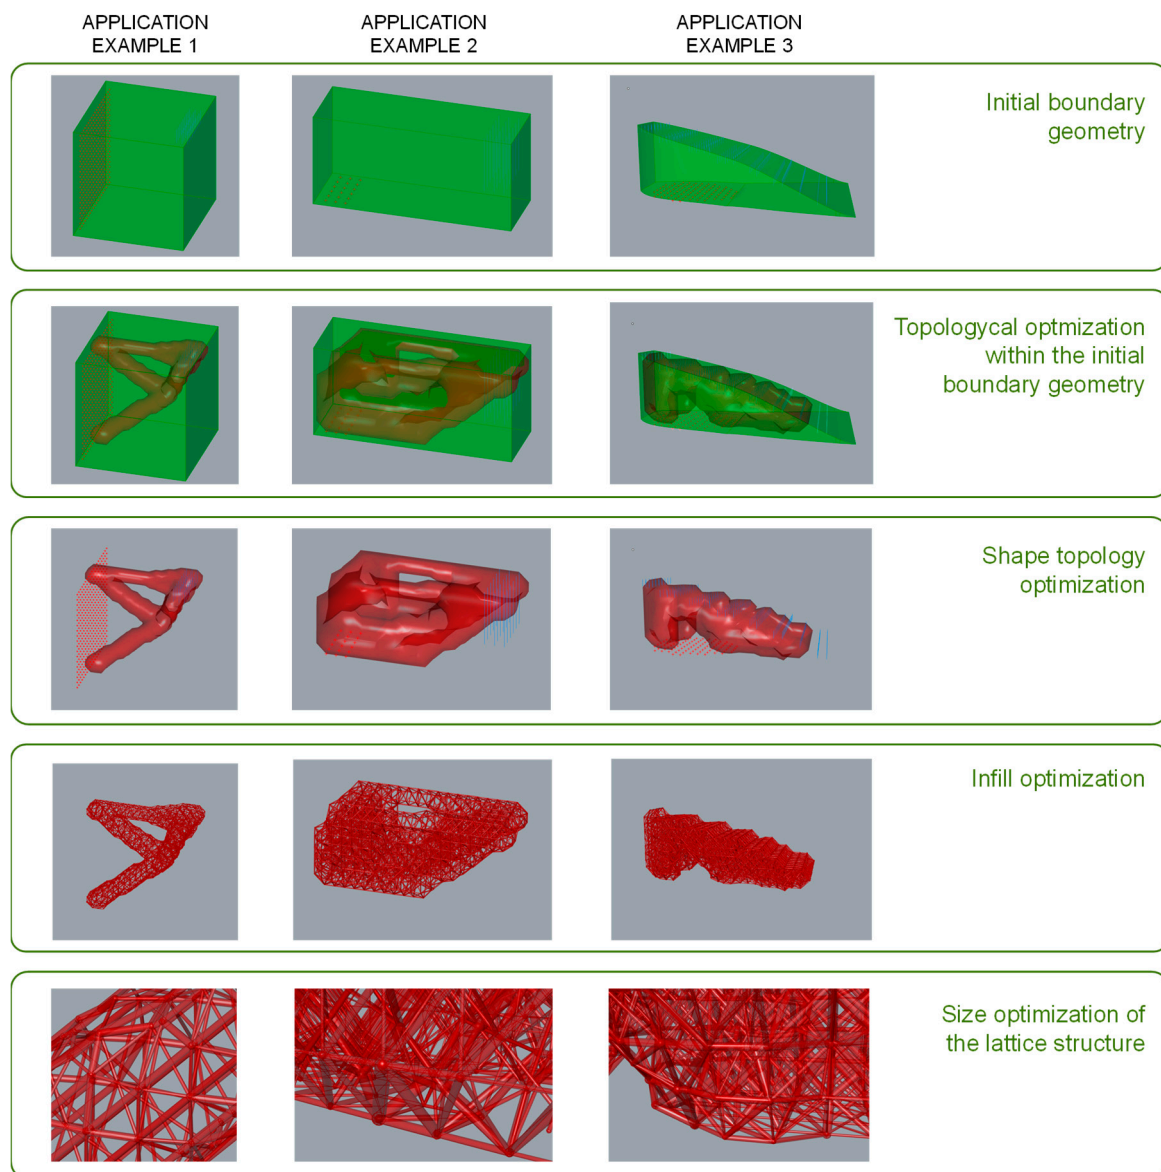 APPLICATION
EXAMPLE 1
APPLICATION
EXAMPLE 2
APPLICATION
EXAMPLE 3
Initial boundary
geometry
Topologycal optmization
within the initial
boundary geometry
Shape topology
optimization
Infill optimization
Size optimization of
the lattice structure